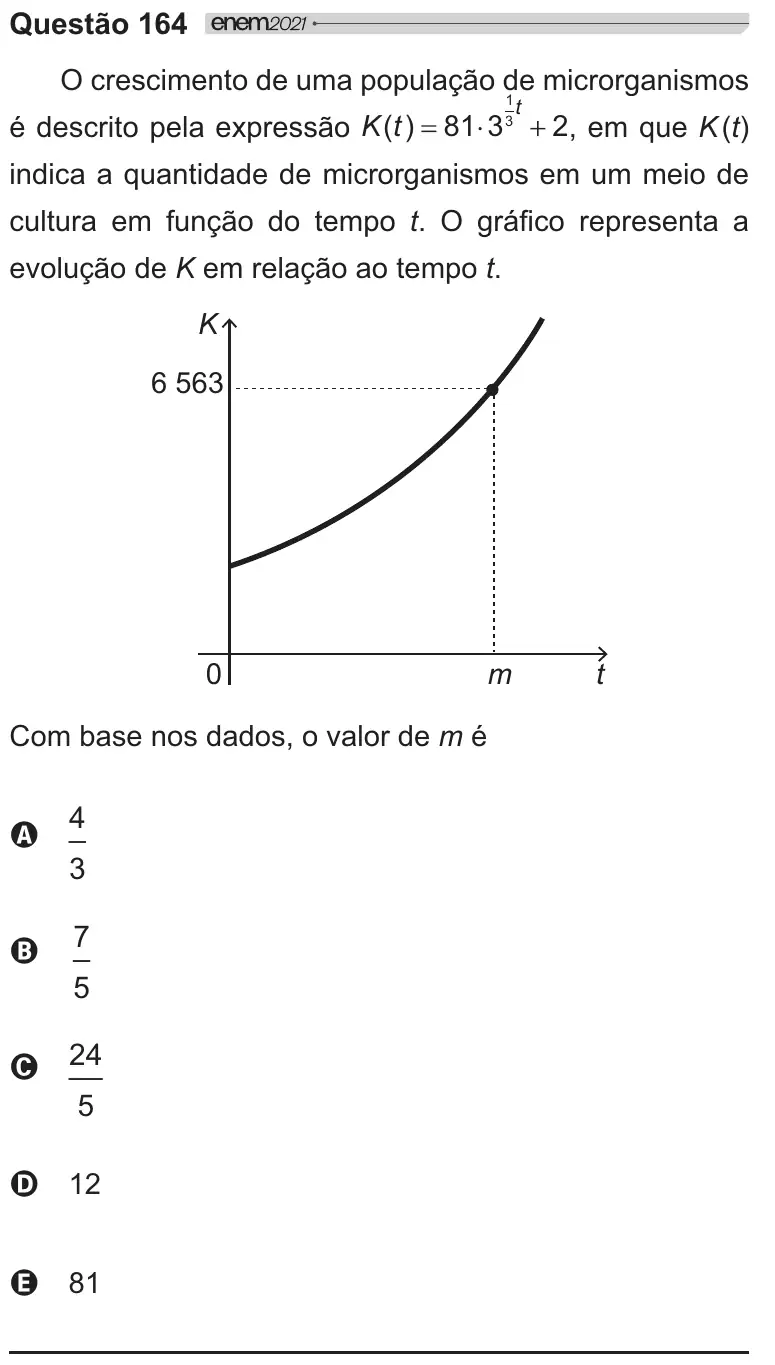 Questão 164 enem2021
O crescimento de uma população de microrganismos
é descrito pela expressão K(t) = 81·3^(1/3 t) + 2, em que K(t)
indica a quantidade de microrganismos em um meio de
cultura em função do tempo t. O gráfico representa a
evolução de K em relação ao tempo t.
K
6 563
0 m t
Com base nos dados, o valor de m é
A 4/3
B 7/5
C 24/5
D 12
E 81